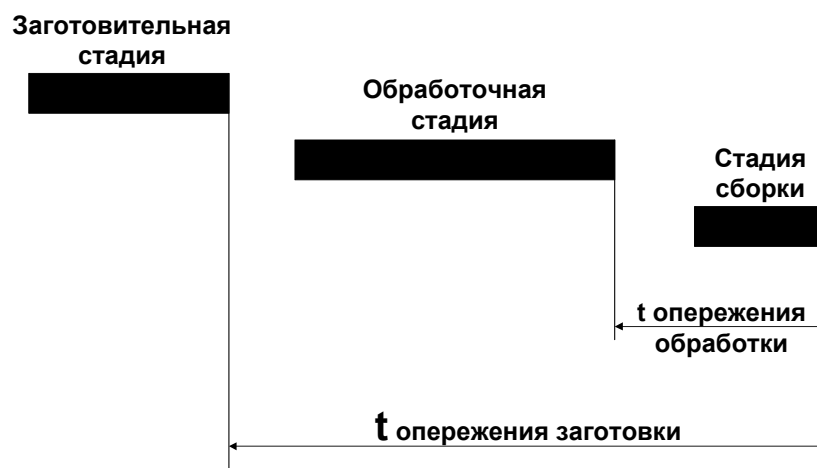 Заготовительная
стадия
Обработочная
стадия
Стадия
сборки
t опережения
обработки
t опережения заготовки